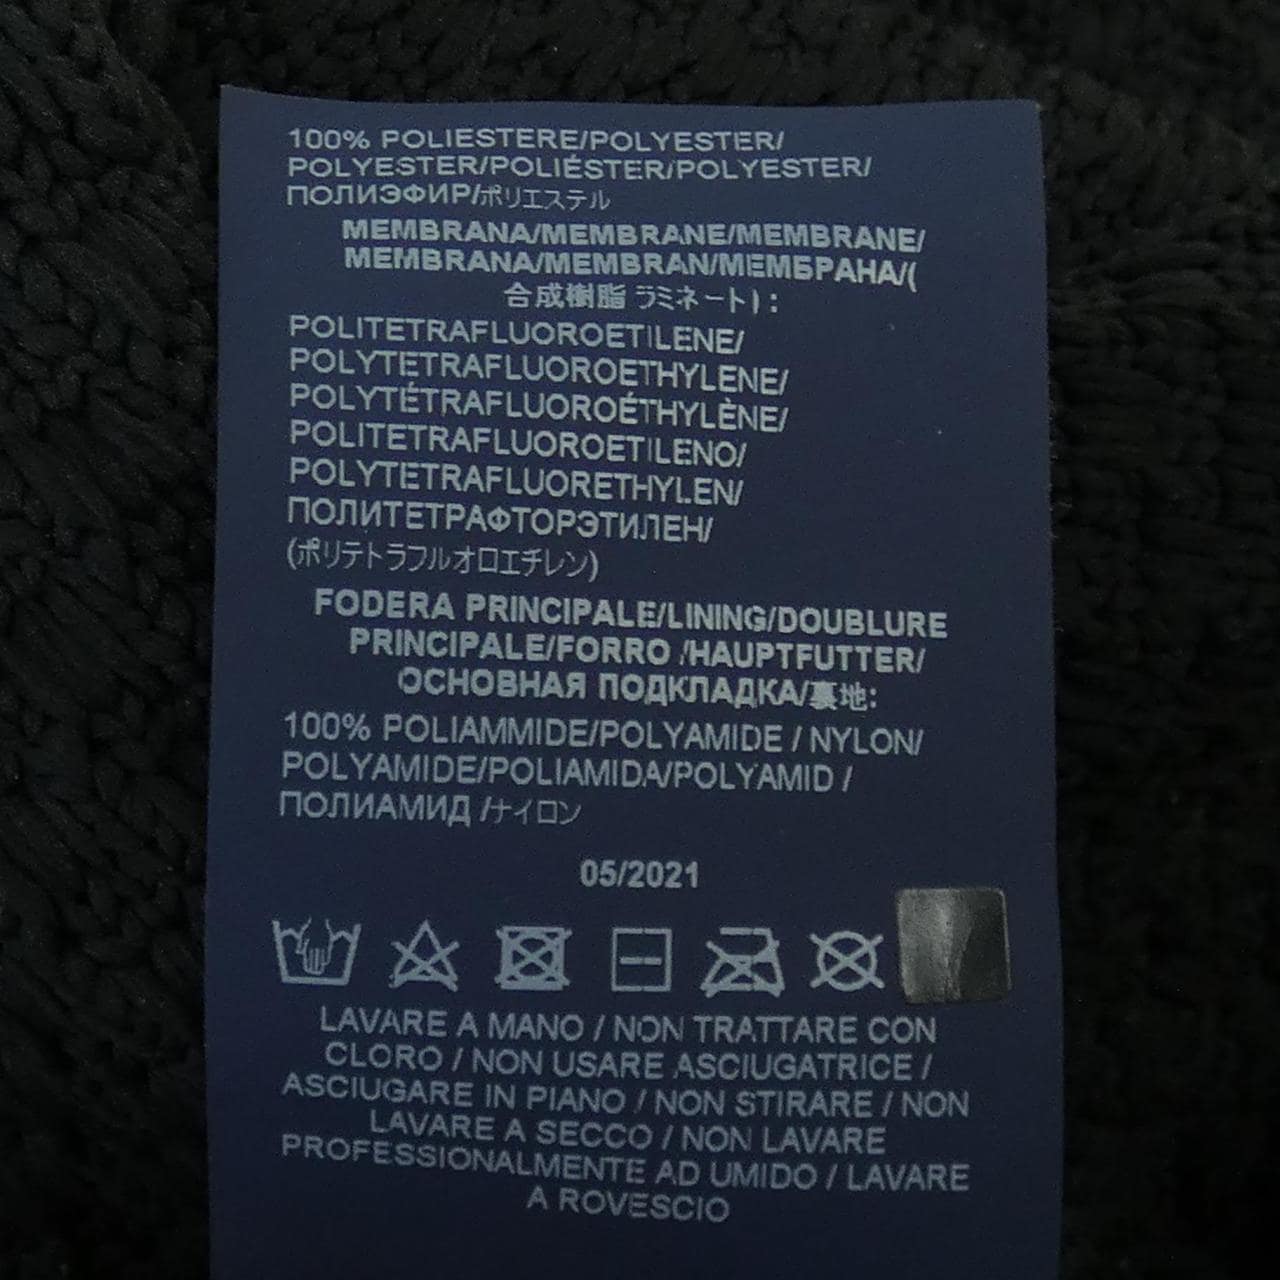 100% POLIESTERE/POLYESTER/
POLYESTER/POLIÉSTER/POLYESTER/
ПОЛИЭФИР/ポリエステル
MEMBRANA/MEMBRANE/MEMBRANE/
MEMBRANA/MEMBRAN/МЕМБРАНА/(
合成樹脂 ラミネート):
POLITETRAFLUOROETILENE/
POLYTETRAFLUOROETHYLENE/
POLYTÉTRAFLUOROÉTHYLÈNE/
POLITETRAFLUOROETILENO/
POLYTETRAFLUORETHYLEN/
ПОЛИТЕТРАФТОРЭТИЛЕН/
(ポリテトラフルオロエチレン)
FODERA PRINCIPALE/LINING/DOUBLURE
PRINCIPALE/FORRO /HAUPTFUTTER/
ОСНОВНАЯ ПОДКЛАДКА/裏地:
100% POLIAMMIDE/POLYAMIDE / NYLON/
POLYAMIDE/POLIAMIDA/POLYAMID /
ПОЛИАМИД /ナイロン
05/2021
LAVARE A MANO / NON TRATTARE CON
CLORO / NON USARE ASCIUGATRICE /
ASCIUGARE IN PIANO / NON STIRARE / NON
LAVARE A SECCO / NON LAVARE
PROFESSIONALMENTE AD UMIDO / LAVARE
A ROVESCIO